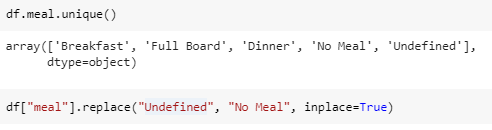 df.meal.unique()
array(['Breakfast', 'Full Board', 'Dinner', 'No Meal', 'Undefined'],
dtype=object)
df["meal"].replace("Undefined", "No Meal", inplace=True)